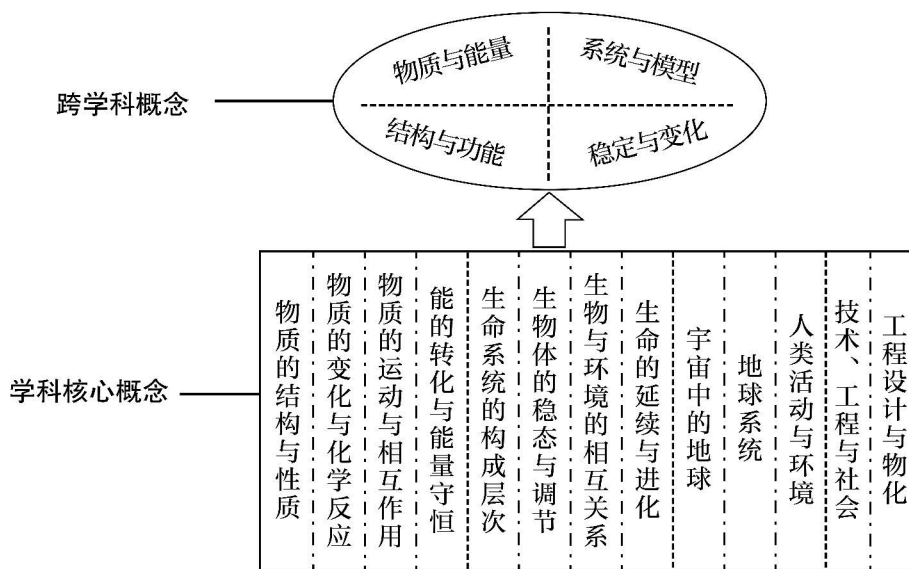 跨学科概念
物质与能量
系统与模型
结构与功能
稳定与变化
学科核心概念
物质的结构与性质
物质的变化与化学反应
物质的运动与相互作用
能的转化与能量守恒
生命系统的构成层次
生物体的稳态与调节
生物与环境的相互关系
生命的延续与进化
宇宙中的地球
地球系统
人类活动与环境
技术、工程与社会
工程设计与物化